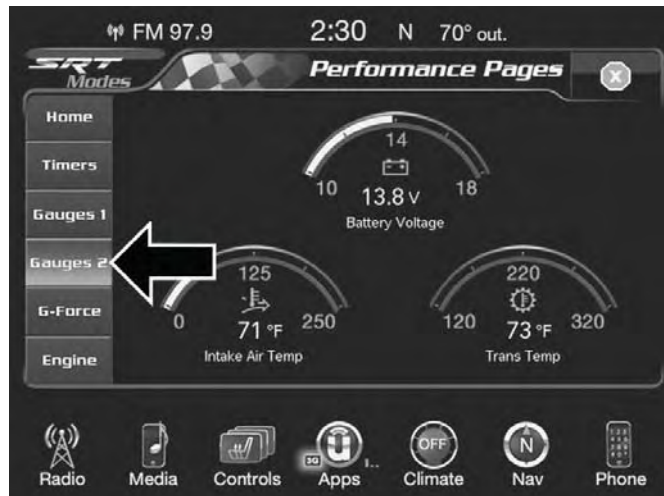 FM 97.9 2:30 N 70° out.
SRT Performance Pages X
Modes
Home
Timers
Gauges 1
Gauges 2
G-Force
Engine
14
10 13.8 V 18
Battery Voltage
125
0 71 °F 250
Intake Air Temp
220
120 73 °F 320
Trans Temp
3G OFF N
Radio Media Controls Apps Climate Nav Phone